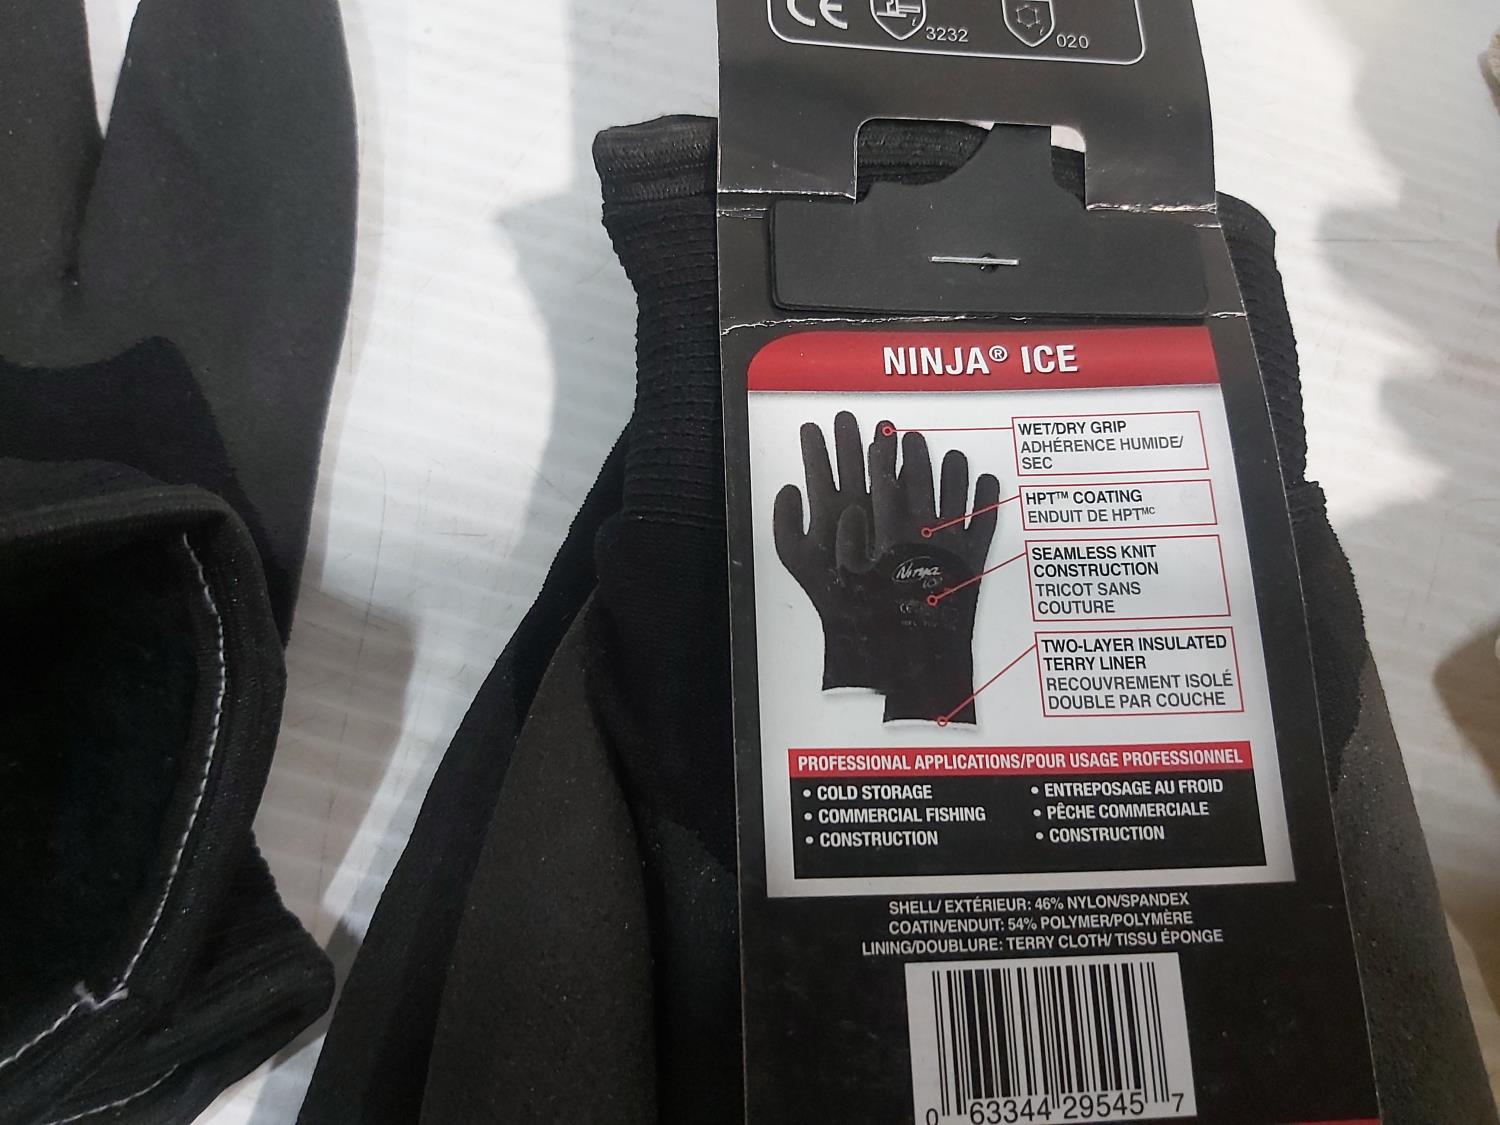 CE 3232 020
NINJA® ICE
WET/DRY GRIP
ADHÉRENCE HUMIDE/
SEC
HPT™ COATING
ENDUIT DE HPTMC
SEAMLESS KNIT
CONSTRUCTION
TRICOT SANS
COUTURE
TWO-LAYER INSULATED
TERRY LINER
RECOUVREMENT ISOLÉ
DOUBLE PAR COUCHE
NINJA
ICE
CE
PROFESSIONAL APPLICATIONS/POUR USAGE PROFESSIONNEL
• COLD STORAGE
• COMMERCIAL FISHING
• CONSTRUCTION
• ENTREPOSAGE AU FROID
• PÊCHE COMMERCIALE
• CONSTRUCTION
SHELL/ EXTÉRIEUR: 46% NYLON/SPANDEX
COATIN/ENDUIT: 54% POLYMER/POLYMÈRE
LINING/DOUBLURE: TERRY CLOTH/ TISSU ÉPONGE
0 63344 29545 7